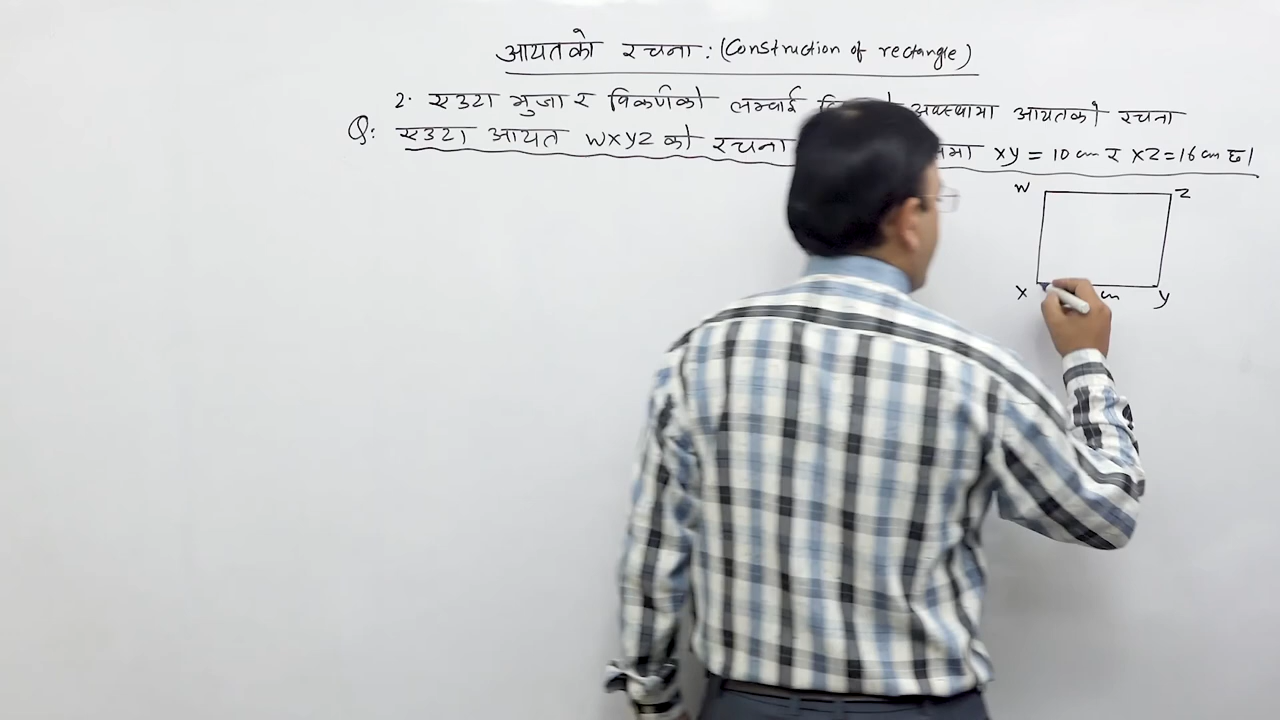 आयतको रचना : (Construction of rectangle)
2. एउटा भुजा र विकर्णको लम्बाई अवस्थामा आयतको रचना
Q: एउटा आयत WXYZ को रचना XY = 10 cm र XZ = 16 cm छ।
W Z
X cm Y